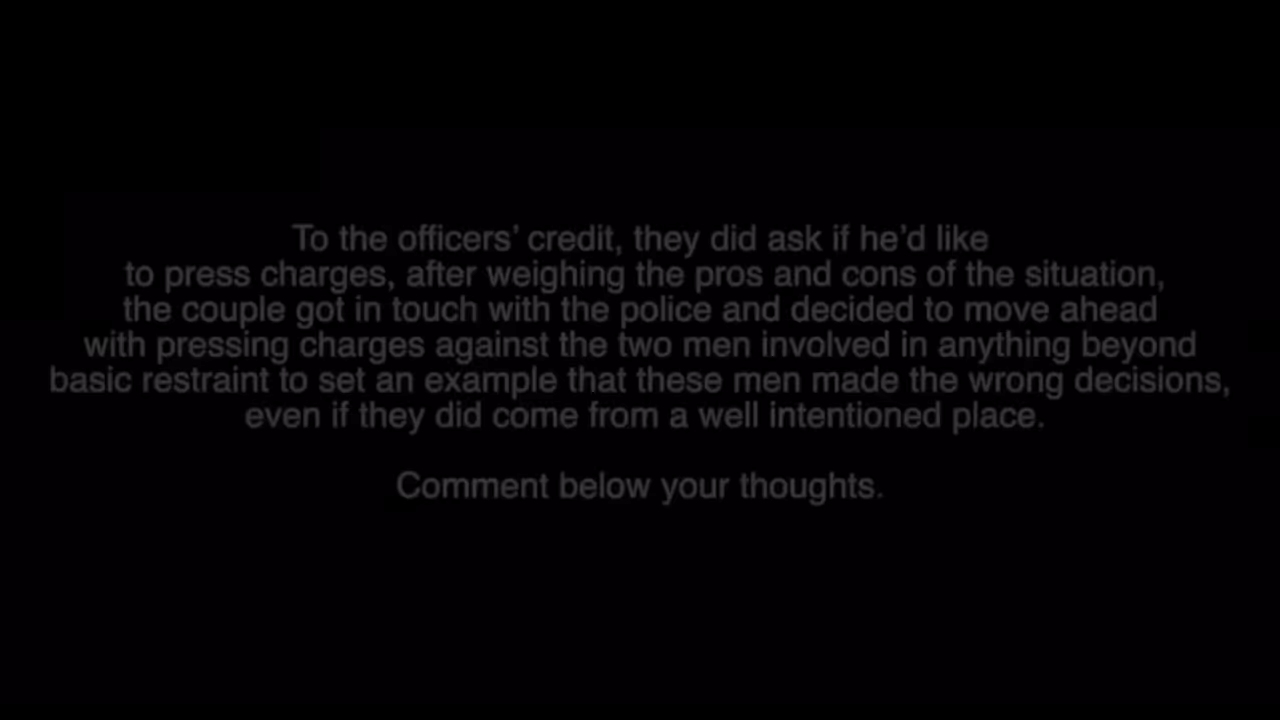 To the officers’ credit, they did ask if he’d like
to press charges, after weighing the pros and cons of the situation,
the couple got in touch with the police and decided to move ahead
with pressing charges against the two men involved in anything beyond
basic restraint to set an example that these men made the wrong decisions,
even if they did come from a well intentioned place.
Comment below your thoughts.